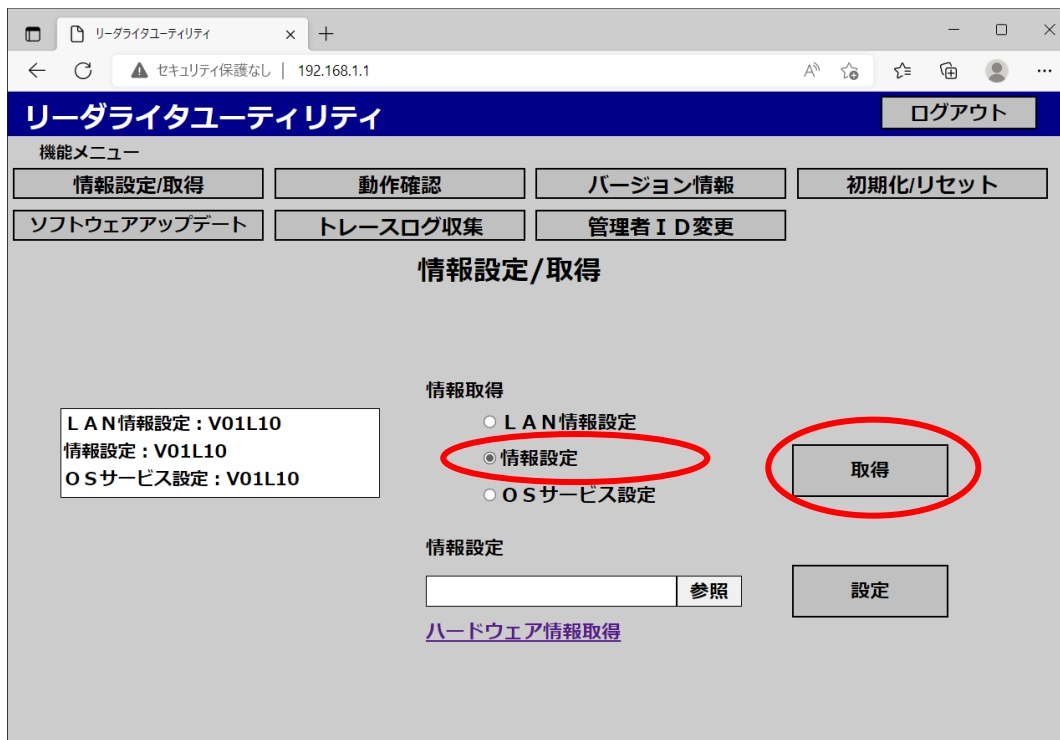 リーダライタユーティリティ
セキュリティ保護なし | 192.168.1.1
リーダライタユーティリティ ログアウト
機能メニュー
情報設定/取得 動作確認 バージョン情報 初期化/リセット
ソフトウェアアップデート トレースログ収集 管理者ＩＤ変更
情報設定/取得
ＬＡＮ情報設定：V01L10
情報設定：V01L10
ＯＳサービス設定：V01L10
情報取得
ＬＡＮ情報設定
情報設定
ＯＳサービス設定
取得
情報設定
参照 設定
ハードウェア情報取得